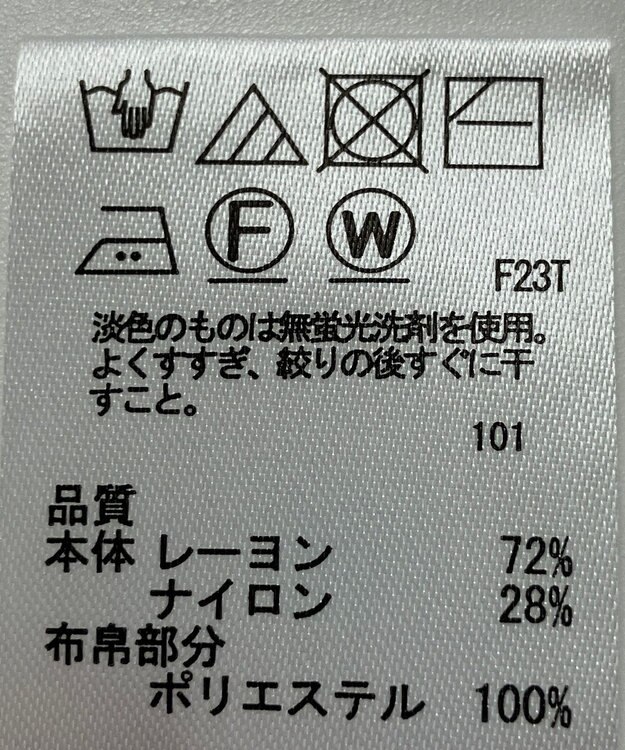 F W
F23T
淡色のものは無蛍光洗剤を使用。
よくすすぎ、絞りの後すぐに干
すこと。
101
品質
本体 レーヨン 72%
ナイロン 28%
布帛部分
ポリエステル 100%